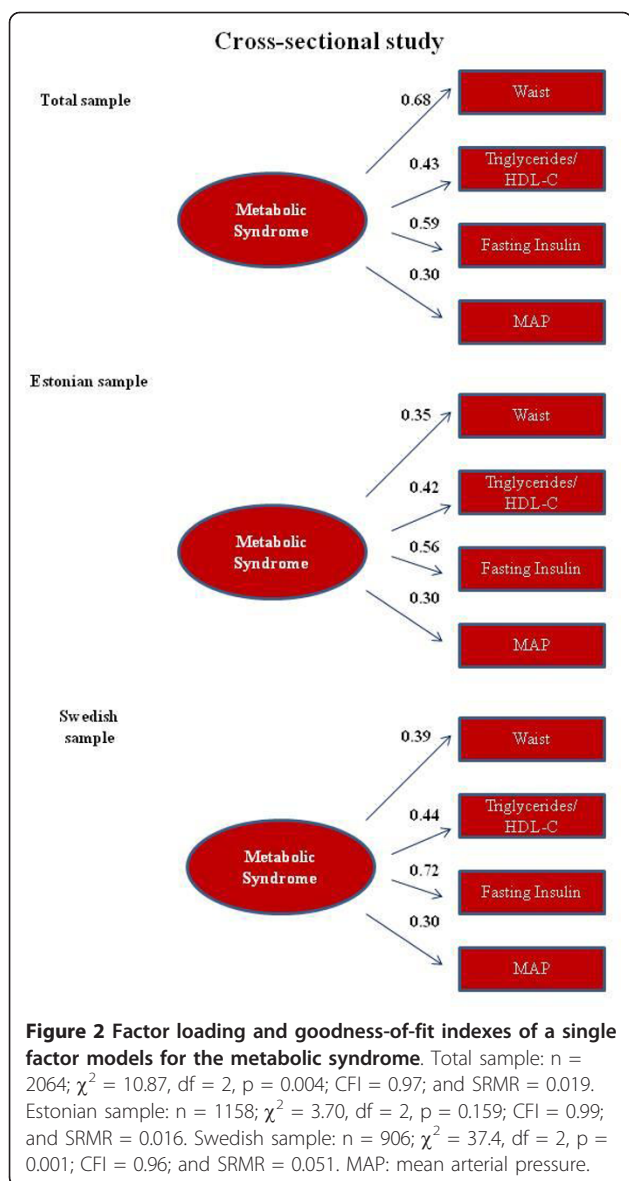 Cross-sectional study
Total sample
0.68
Waist
0.43
Triglycerides/
HDL-C
Metabolic
Syndrome
0.59
Fasting Insulin
0.30
MAP
Estonian sample
0.35
Waist
0.42
Triglycerides/
HDL-C
Metabolic
Syndrome
0.56
Fasting Insulin
0.30
MAP
Swedish
sample
0.39
Waist
0.44
Triglycerides/
HDL-C
Metabolic
Syndrome
0.72
Fasting Insulin
0.30
MAP
Figure 2 Factor loading and goodness-of-fit indexes of a single
factor models for the metabolic syndrome. Total sample: n =
2064; χ² = 10.87, df = 2, p = 0.004; CFI = 0.97; and SRMR = 0.019.
Estonian sample: n = 1158; χ² = 3.70, df = 2, p = 0.159; CFI = 0.99;
and SRMR = 0.016. Swedish sample: n = 906; χ² = 37.4, df = 2, p =
0.001; CFI = 0.96; and SRMR = 0.051. MAP: mean arterial pressure.